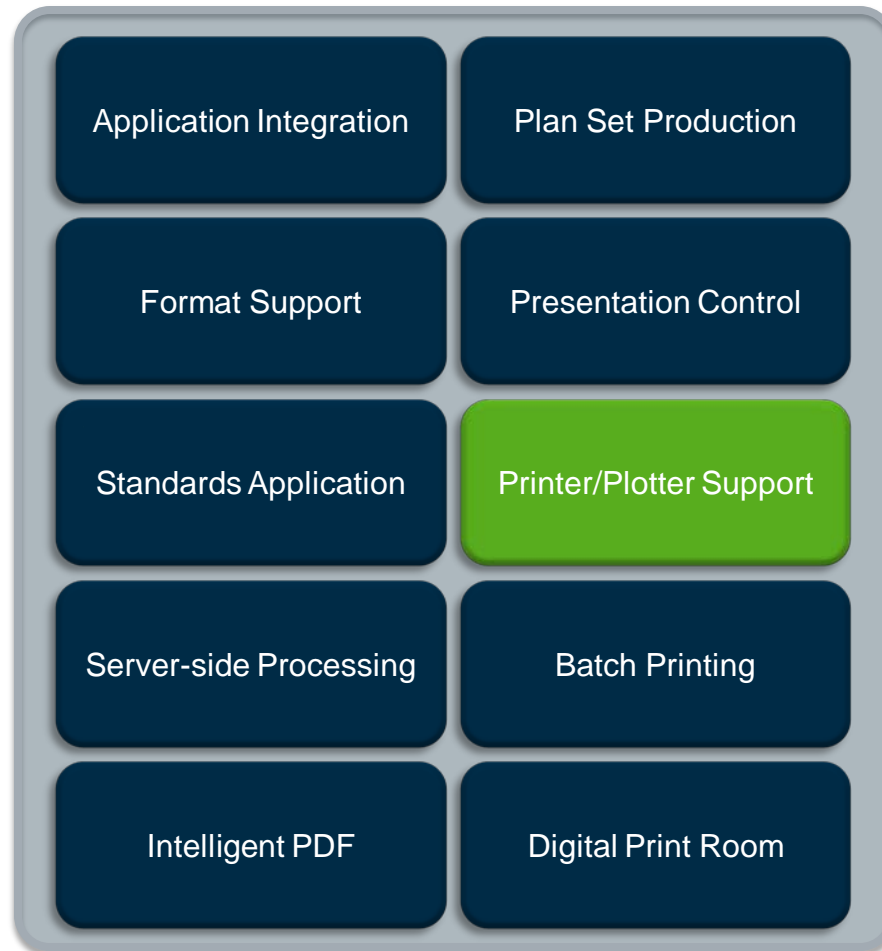 Application Integration
Plan Set Production
Format Support
Presentation Control
Standards Application
Printer/Plotter Support
Server-side Processing
Batch Printing
Intelligent PDF
Digital Print Room